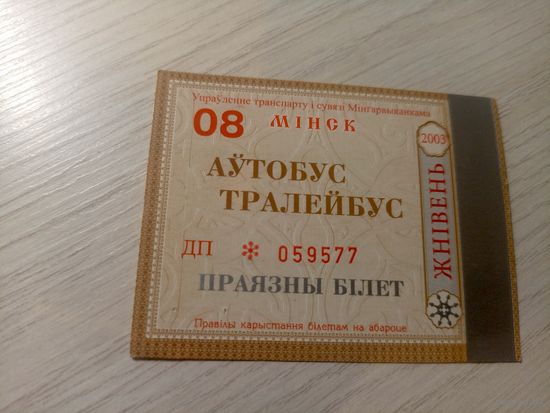 Упраўленне транспарту і сувязі Мінгарвыканкама
08 МІНСК
2003
АЎТОБУС
ТРАЛЕЙБУС
ЖНІВЕНЬ
ДП * 059577
ПРАЯЗНЫ БІЛЕТ
Правілы карыстання білетам на абароце